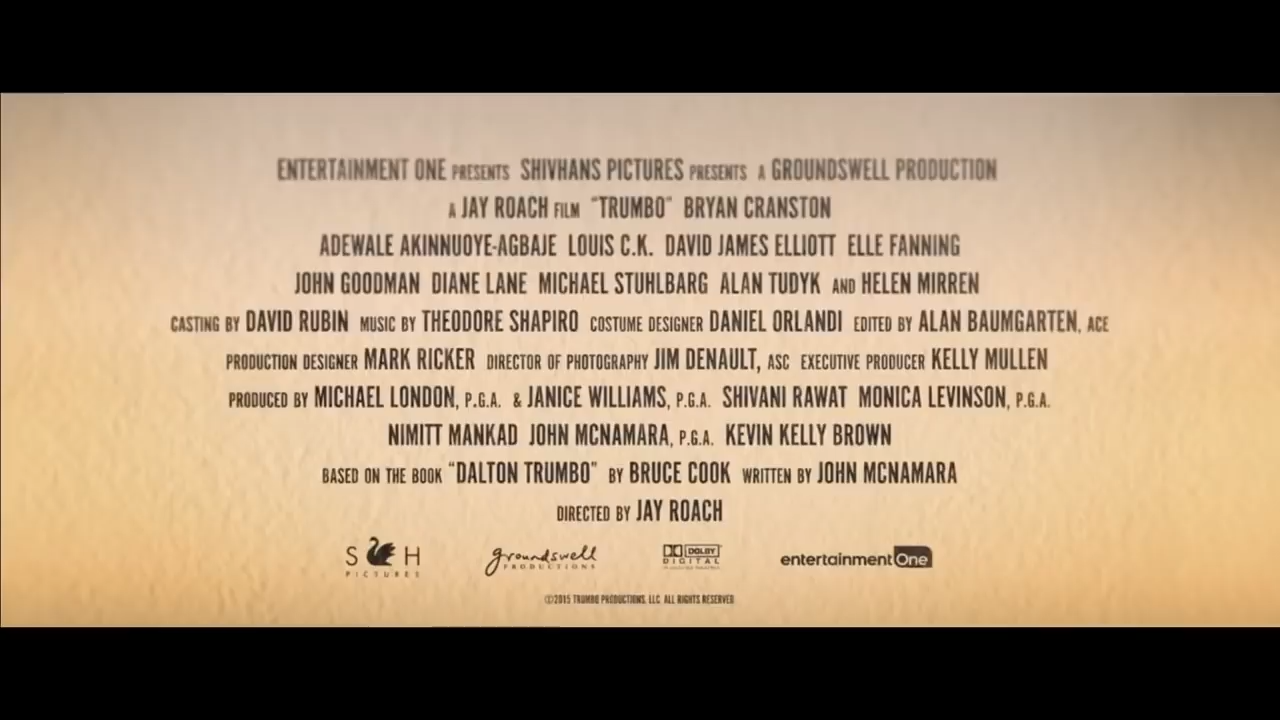 ENTERTAINMENT ONE PRESENTS SHIVHANS PICTURES PRESENTS A GROUNDSWELL PRODUCTION
A JAY ROACH FILM "TRUMBO" BRYAN CRANSTON
ADEWALE AKINNUOYE-AGBAJE LOUIS C.K. DAVID JAMES ELLIOTT ELLE FANNING
JOHN GOODMAN DIANE LANE MICHAEL STUHLBARG ALAN TUDYK AND HELEN MIRREN
CASTING BY DAVID RUBIN MUSIC BY THEODORE SHAPIRO COSTUME DESIGNER DANIEL ORLANDI EDITED BY ALAN BAUMGARTEN, ACE
PRODUCTION DESIGNER MARK RICKER DIRECTOR OF PHOTOGRAPHY JIM DENAULT, ASC EXECUTIVE PRODUCER KELLY MULLEN
PRODUCED BY MICHAEL LONDON, P.G.A. & JANICE WILLIAMS, P.G.A. SHIVANI RAWAT MONICA LEVINSON, P.G.A.
NIMITT MANKAD JOHN MCNAMARA, P.G.A. KEVIN KELLY BROWN
BASED ON THE BOOK "DALTON TRUMBO" BY BRUCE COOK WRITTEN BY JOHN MCNAMARA
DIRECTED BY JAY ROACH
S H PICTURES groundswell PRODUCTIONS DOLBY DIGITAL entertainment One
©2015 TRUMBO PRODUCTIONS, LLC. ALL RIGHTS RESERVED